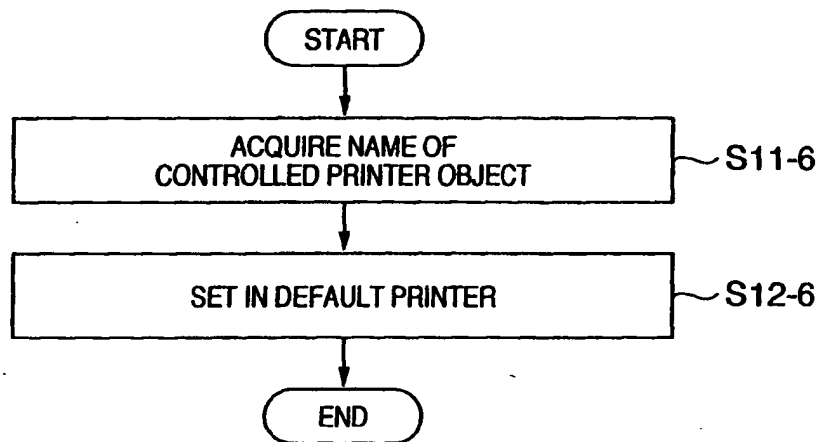 START
ACQUIRE NAME OF
CONTROLLED PRINTER OBJECT
S11-6
SET IN DEFAULT PRINTER
S12-6
END